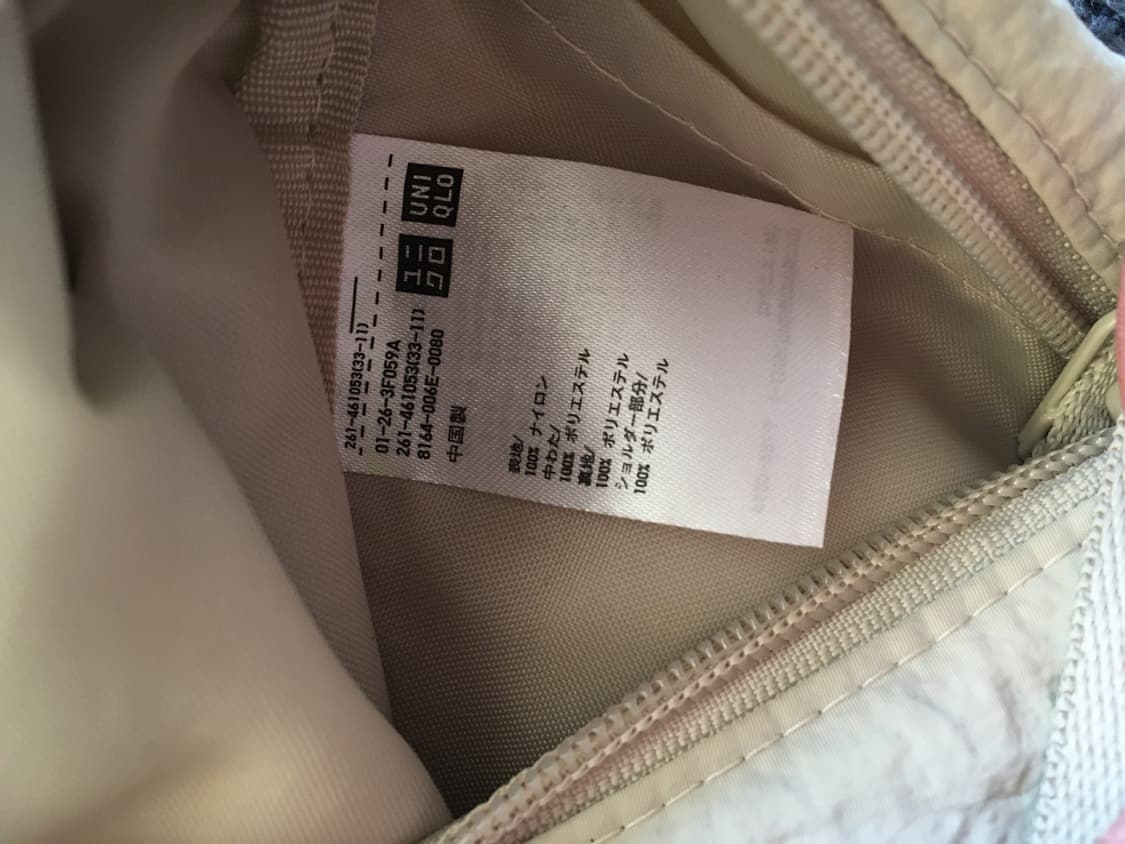 UNI
QLO
ユニ
クロ
261-461053(33-11)
01-26-3F059A
261-461053(33-11)
8164-006E-0080
中国製
表地/
100% ナイロン
中わた/
100% ポリエステル
裏地/
100% ポリエステル
ショルダー部分/
100% ポリエステル